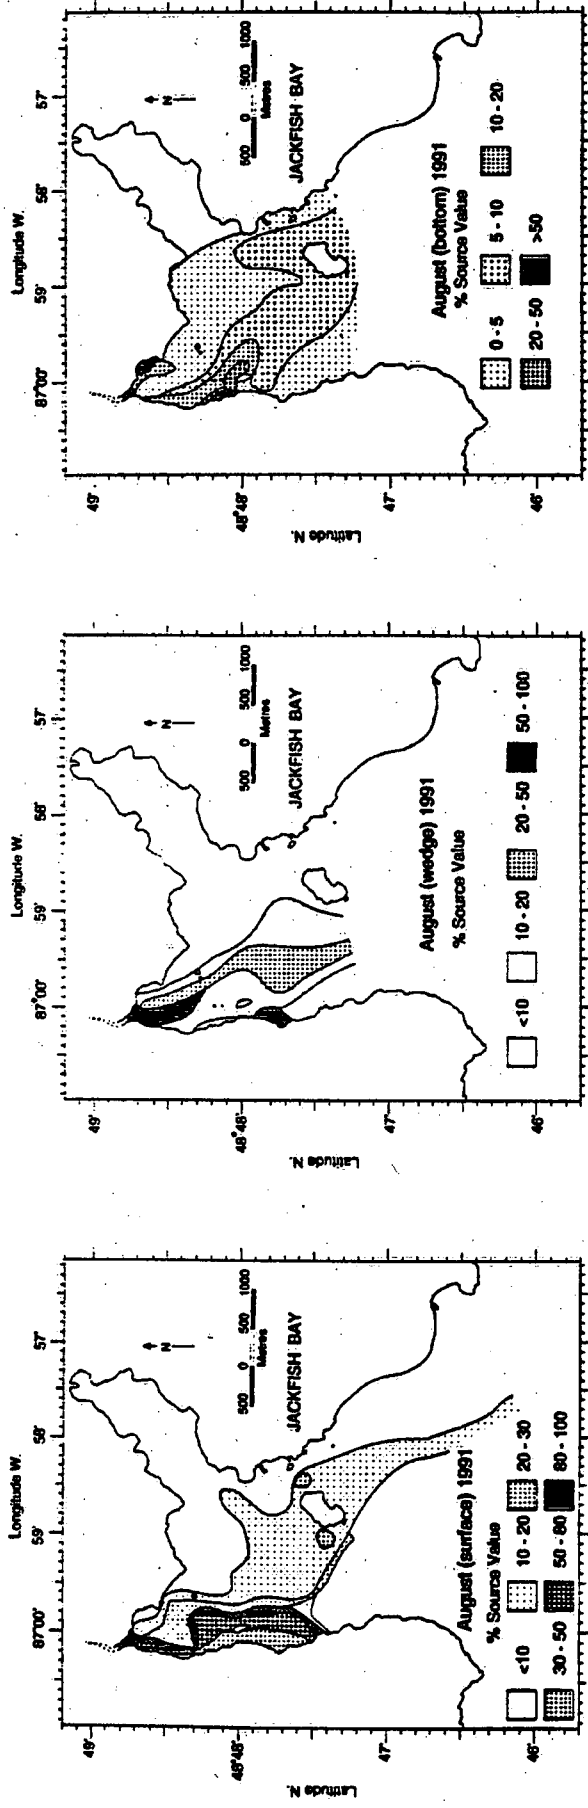 Longitude W.
87°00' 59' 58' 57'
49'
48°48'
47'
46'
Latitude N.
N
500 0 500 1000
Metres
JACKFISH BAY
August (surface) 1991
% Source Value
<10 10 - 20 20 - 30
30 - 50 50 - 80 80 - 100
Longitude W.
87°00' 59' 58' 57'
49'
48°48'
47'
46'
Latitude N.
N
500 0 500 1000
Metres
JACKFISH BAY
August (wedge) 1991
% Source Value
<10 10 - 20 20 - 50 50 - 100
Longitude W.
87°00' 59' 58' 57'
49'
48°48'
47'
46'
Latitude N.
N
500 0 500 1000
Metres
JACKFISH BAY
August (bottom) 1991
% Source Value
0 - 5 5 - 10 10 - 20
20 - 50 >50